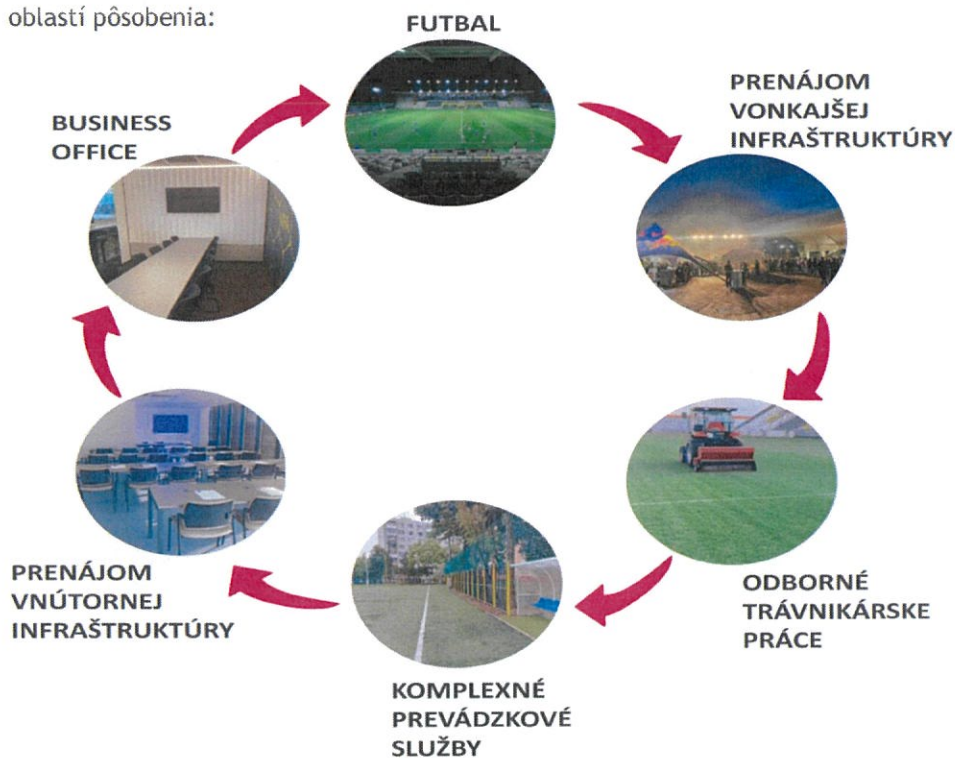 oblastí pôsobenia:
FUTBAL
PRENÁJOM
VONKAJŠEJ
INFRAŠTRUKTÚRY
ODBORNÉ
TRÁVNIKÁRSKE
PRÁCE
KOMPLEXNÉ
PREVÁDZKOVÉ
SLUŽBY
PRENÁJOM
VNÚTORNEJ
INFRAŠTRUKTÚRY
BUSINESS
OFFICE